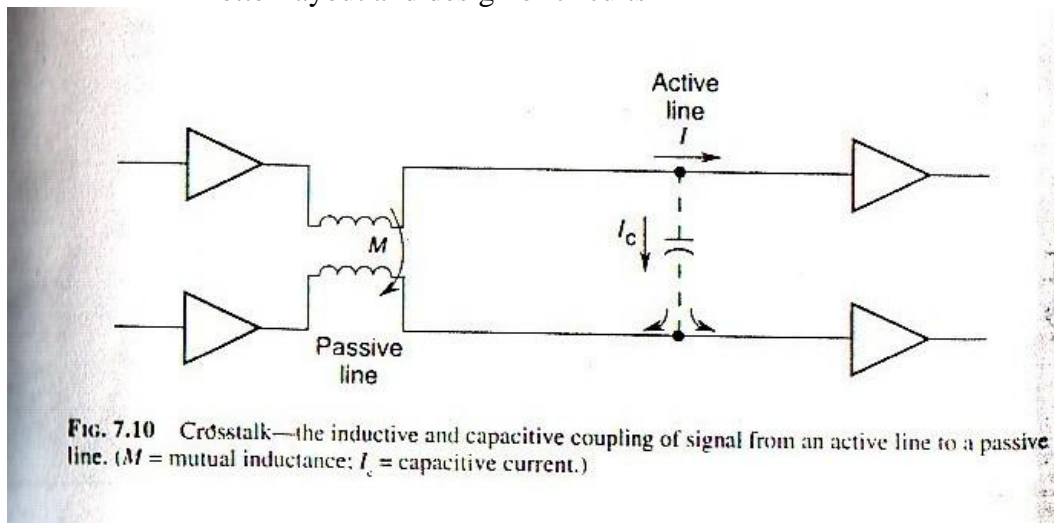 Active
line
I
M
I_c
Passive
line
FIG. 7.10 Crosstalk—the inductive and capacitive coupling of signal from an active line to a passive
line. (M = mutual inductance; I_c = capacitive current.)